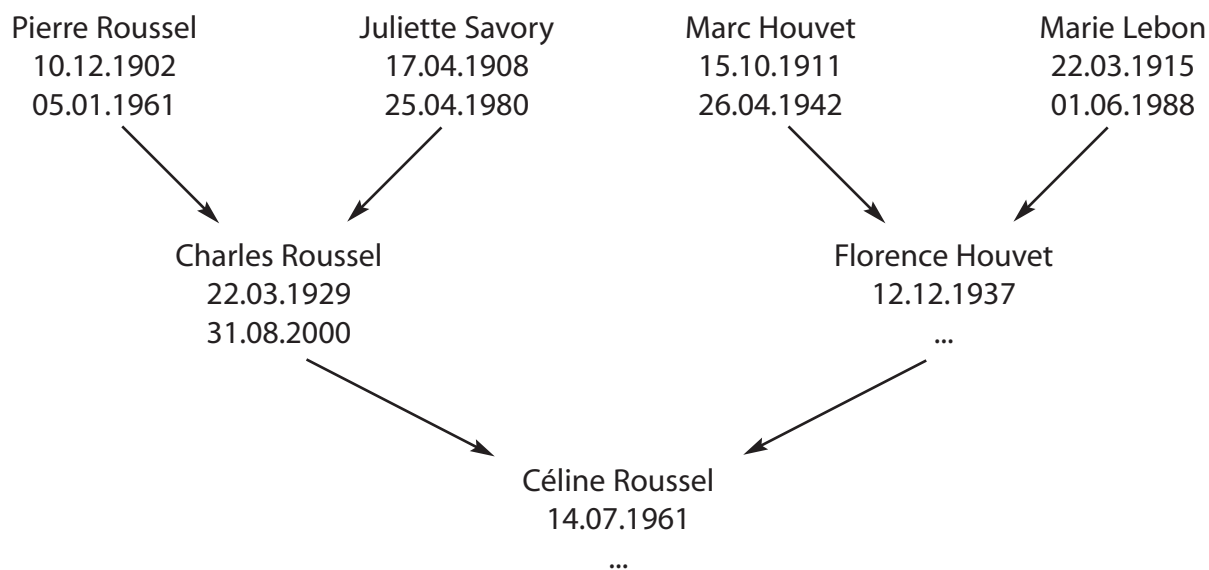 Pierre Roussel
10.12.1902
05.01.1961
Juliette Savory
17.04.1908
25.04.1980
Marc Houvet
15.10.1911
26.04.1942
Marie Lebon
22.03.1915
01.06.1988
Charles Roussel
22.03.1929
31.08.2000
Florence Houvet
12.12.1937
...
Céline Roussel
14.07.1961
...